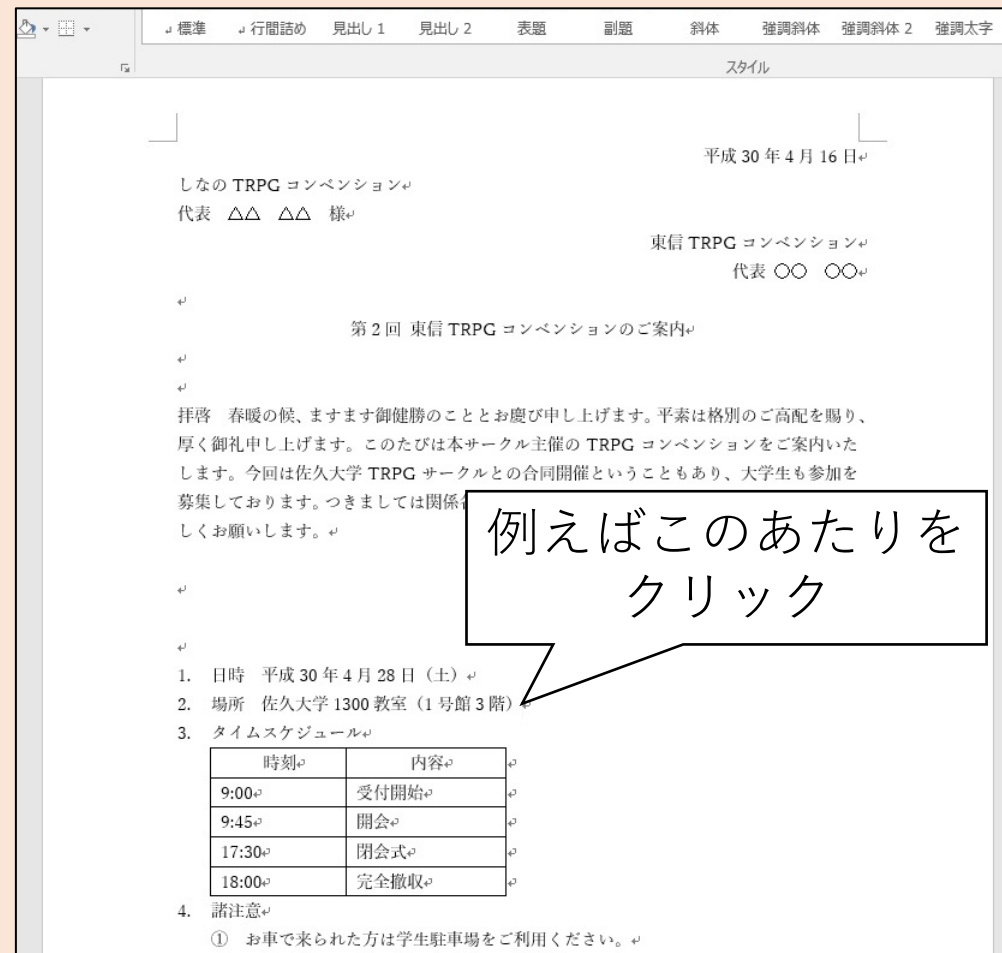 標準 行間詰め 見出し 1 見出し 2 表題 副題 斜体 強調斜体 強調斜体 2 強調太字
スタイル
平成 30 年 4 月 16 日
しなの TRPG コンベンション
代表 △△ △△ 様
東信 TRPG コンベンション
代表 ○○ ○○
第 2 回 東信 TRPG コンベンションのご案内
拝啓 春暖の候、ますます御健勝のこととお慶び申し上げます。平素は格別のご高配を賜り、
厚く御礼申し上げます。このたびは本サークル主催の TRPG コンベンションをご案内いた
します。今回は佐久大学 TRPG サークルとの合同開催ということもあり、大学生も参加を
募集しております。つきましては関係
しくお願いします。
例えばこのあたりを
クリック
1. 日時 平成 30 年 4 月 28 日（土）
2. 場所 佐久大学 1300 教室（1 号館 3 階）
3. タイムスケジュール
時刻 内容
9:00 受付開始
9:45 開会
17:30 閉会式
18:00 完全撤収
4. 諸注意
① お車で来られた方は学生駐車場をご利用ください。